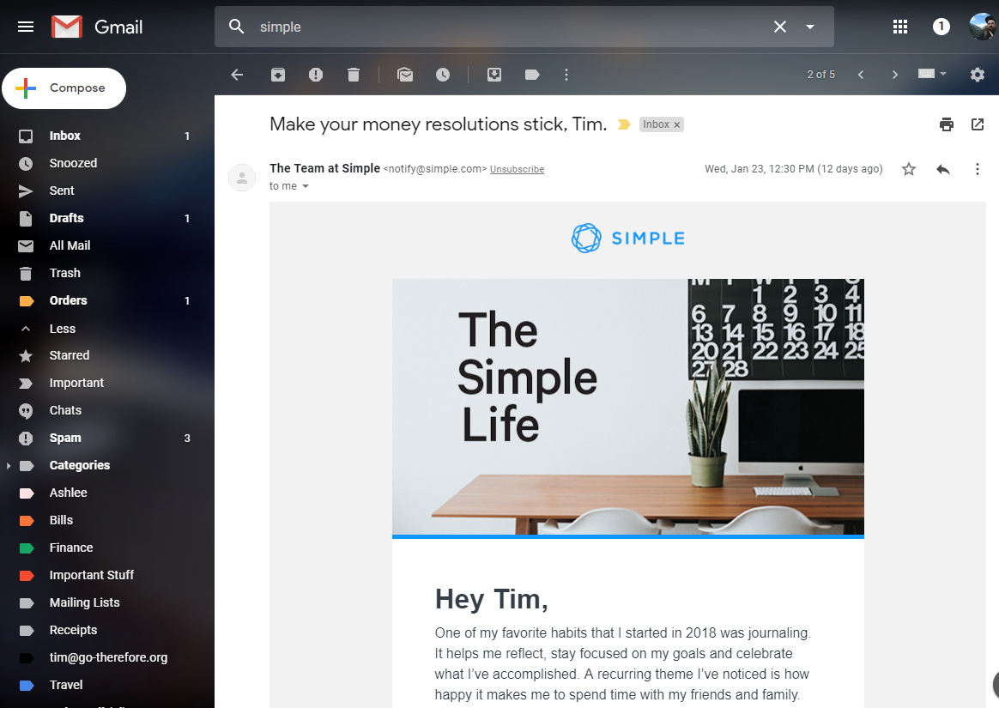 Gmail
simple
1
Compose
2 of 5
Inbox 1
Snoozed
Sent
Drafts 1
All Mail
Trash
Orders 1
Less
Starred
Important
Chats
Spam 3
Categories
Ashlee
Bills
Finance
Important Stuff
Mailing Lists
Receipts
tim@go-therefore.org
Travel
Make your money resolutions stick, Tim. Inbox x
The Team at Simple <notify@simple.com> Unsubscribe
Wed, Jan 23, 12:30 PM (12 days ago)
to me
SIMPLE
The
Simple
Life
1 2 3 4
6 7 8 9 10 11
13 14 15 16 17 18
20 21 22 23 24 25
27 28
Hey Tim,
One of my favorite habits that I started in 2018 was journaling.
It helps me reflect, stay focused on my goals and celebrate
what I've accomplished. A recurring theme I've noticed is how
happy it makes me to spend time with my friends and family.